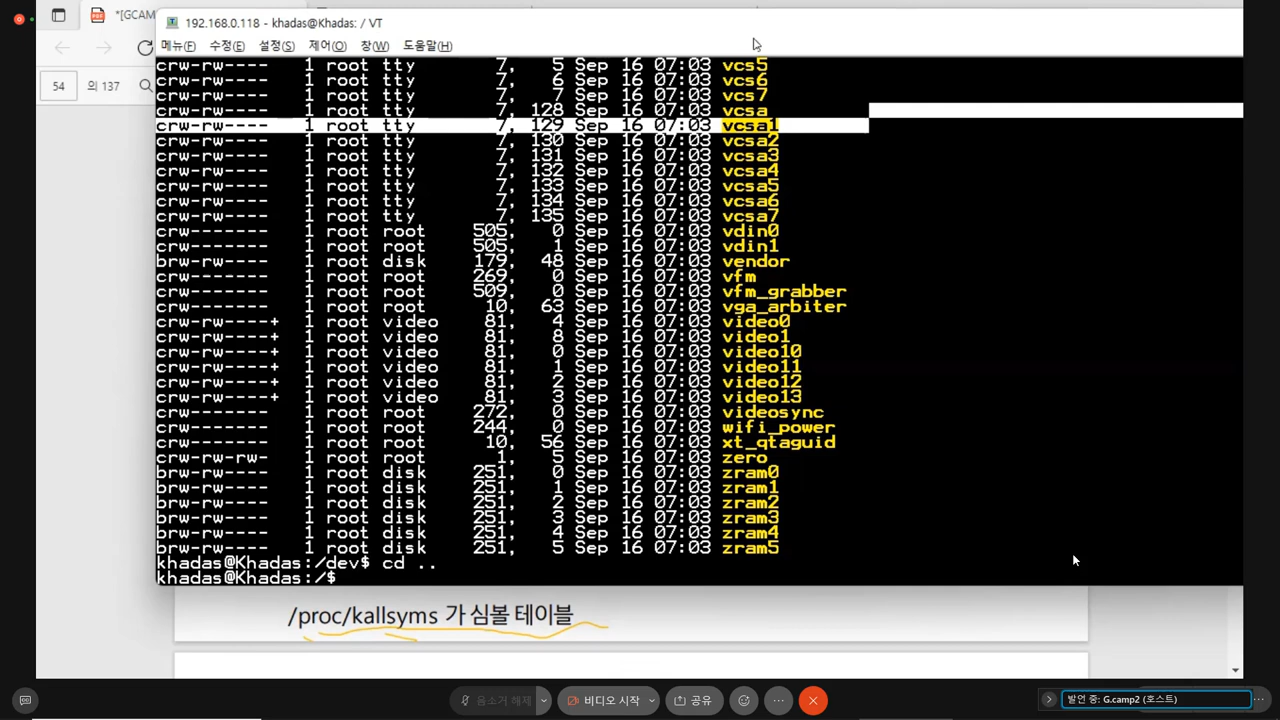 *[GCAM
192.168.0.118 - khadas@Khadas: / VT
메뉴(F) 수정(E) 설정(S) 제어(O) 창(W) 도움말(H)
54 의 137
crw-rw---- 1 root tty 7, 5 Sep 16 07:03 vcs5
crw-rw---- 1 root tty 7, 6 Sep 16 07:03 vcs6
crw-rw---- 1 root tty 7, 7 Sep 16 07:03 vcs7
crw-rw---- 1 root tty 7, 128 Sep 16 07:03 vcsa
crw-rw---- 1 root tty 7, 129 Sep 16 07:03 vcsa1
crw-rw---- 1 root tty 7, 130 Sep 16 07:03 vcsa2
crw-rw---- 1 root tty 7, 131 Sep 16 07:03 vcsa3
crw-rw---- 1 root tty 7, 132 Sep 16 07:03 vcsa4
crw-rw---- 1 root tty 7, 133 Sep 16 07:03 vcsa5
crw-rw---- 1 root tty 7, 134 Sep 16 07:03 vcsa6
crw-rw---- 1 root tty 7, 135 Sep 16 07:03 vcsa7
crw------- 1 root root 505, 0 Sep 16 07:03 vdin0
crw------- 1 root root 505, 1 Sep 16 07:03 vdin1
brw-rw---- 1 root disk 179, 48 Sep 16 07:03 vendor
crw------- 1 root root 269, 0 Sep 16 07:03 vfm
crw------- 1 root root 509, 0 Sep 16 07:03 vfm_grabber
crw------- 1 root root 10, 63 Sep 16 07:03 vga_arbiter
crw-rw----+ 1 root video 81, 4 Sep 16 07:03 video0
crw-rw----+ 1 root video 81, 8 Sep 16 07:03 video1
crw-rw----+ 1 root video 81, 0 Sep 16 07:03 video10
crw-rw----+ 1 root video 81, 1 Sep 16 07:03 video11
crw-rw----+ 1 root video 81, 2 Sep 16 07:03 video12
crw-rw----+ 1 root video 81, 3 Sep 16 07:03 video13
crw------- 1 root root 272, 0 Sep 16 07:03 videosync
crw------- 1 root root 244, 0 Sep 16 07:03 wifi_power
crw------- 1 root root 10, 56 Sep 16 07:03 xt_qtaguid
crw-rw-rw- 1 root root 1, 5 Sep 16 07:03 zero
brw-rw---- 1 root disk 251, 0 Sep 16 07:03 zram0
brw-rw---- 1 root disk 251, 1 Sep 16 07:03 zram1
brw-rw---- 1 root disk 251, 2 Sep 16 07:03 zram2
brw-rw---- 1 root disk 251, 3 Sep 16 07:03 zram3
brw-rw---- 1 root disk 251, 4 Sep 16 07:03 zram4
brw-rw---- 1 root disk 251, 5 Sep 16 07:03 zram5
khadas@Khadas:/dev$ cd ..
khadas@Khadas:/$
/proc/kallsyms 가 심볼 테이블
음소거 해제 비디오 시작 공유 발언 중: G.camp2 (호스트)